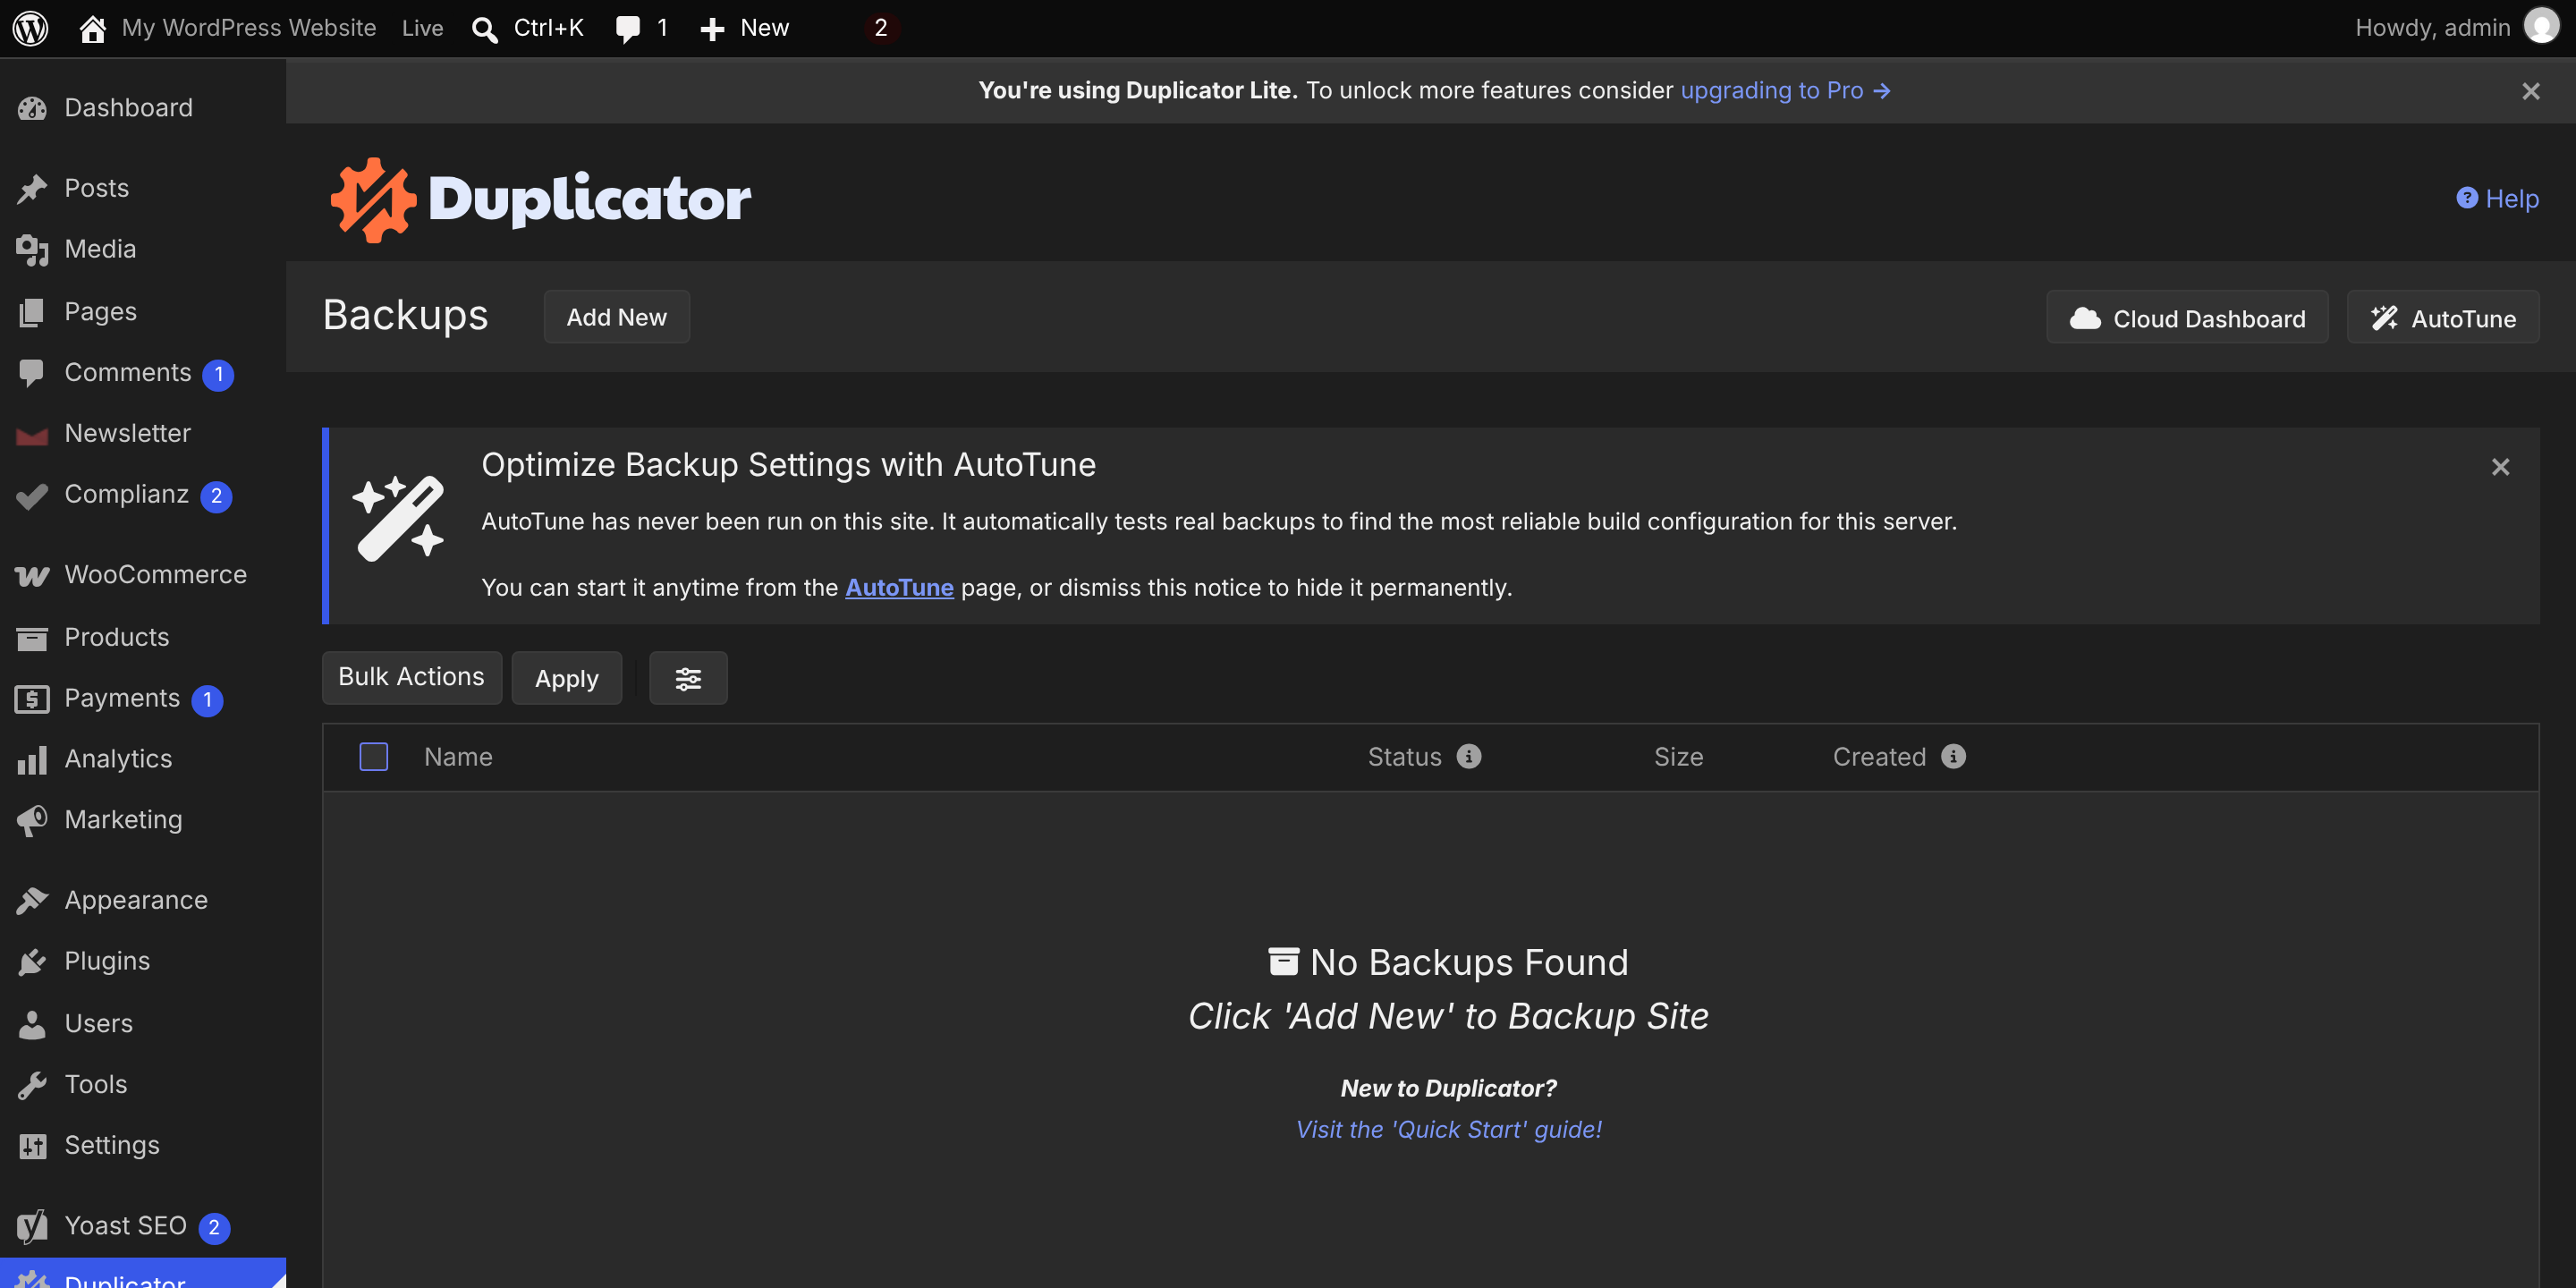 My WordPress Website
Live
Ctrl+K
1
New
2
Howdy, admin
You're using Duplicator Lite. To unlock more features consider upgrading to Pro →
Dashboard
Posts
Media
Pages
Comments 1
Newsletter
Complianz 2
WooCommerce
Products
Payments 1
Analytics
Marketing
Appearance
Plugins
Users
Tools
Settings
Yoast SEO 2
Duplicator
Duplicator
Help
Backups
Add New
Cloud Dashboard
AutoTune
Optimize Backup Settings with AutoTune
AutoTune has never been run on this site. It automatically tests real backups to find the most reliable build configuration for this server.
You can start it anytime from the AutoTune page, or dismiss this notice to hide it permanently.
Bulk Actions
Apply
Name
Status
Size
Created
No Backups Found
Click 'Add New' to Backup Site
New to Duplicator?
Visit the 'Quick Start' guide!